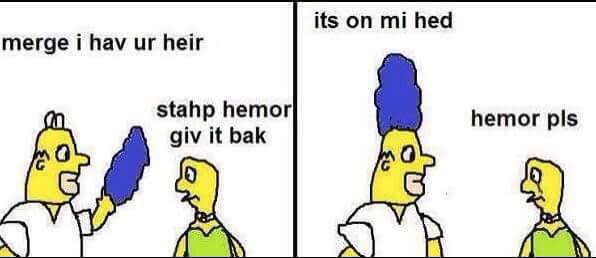 merge i hav ur heir
stahp hemor
giv it bak
its on mi hed
hemor pls